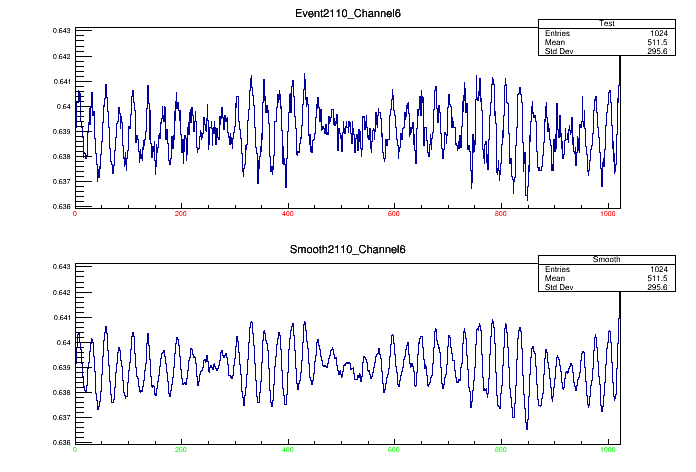 Event2110_Channel6
Test
Entries 1024
Mean 511.5
Std Dev 295.6
0.643
0.642
0.641
0.64
0.639
0.638
0.637
0.636
0 200 400 600 800 1000
Smooth2110_Channel6
Smooth
Entries 1024
Mean 511.5
Std Dev 295.6
0.643
0.642
0.641
0.64
0.639
0.638
0.637
0.636
0 200 400 600 800 1000